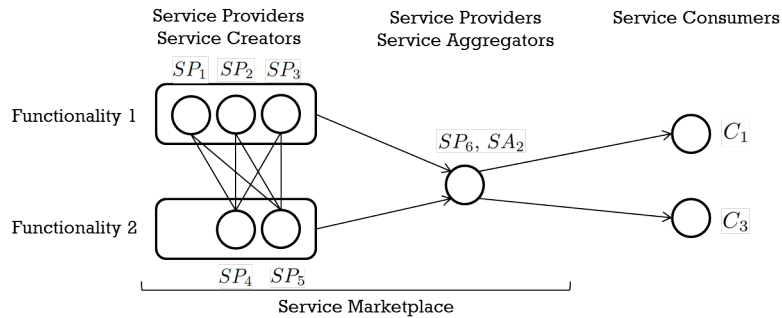 Service Providers
Service Creators
Service Providers
Service Aggregators
Service Consumers
SP₁ SP₂ SP₃
Functionality 1
SP₆, SA₂
C₁
Functionality 2
C₃
SP₄ SP₅
Service Marketplace